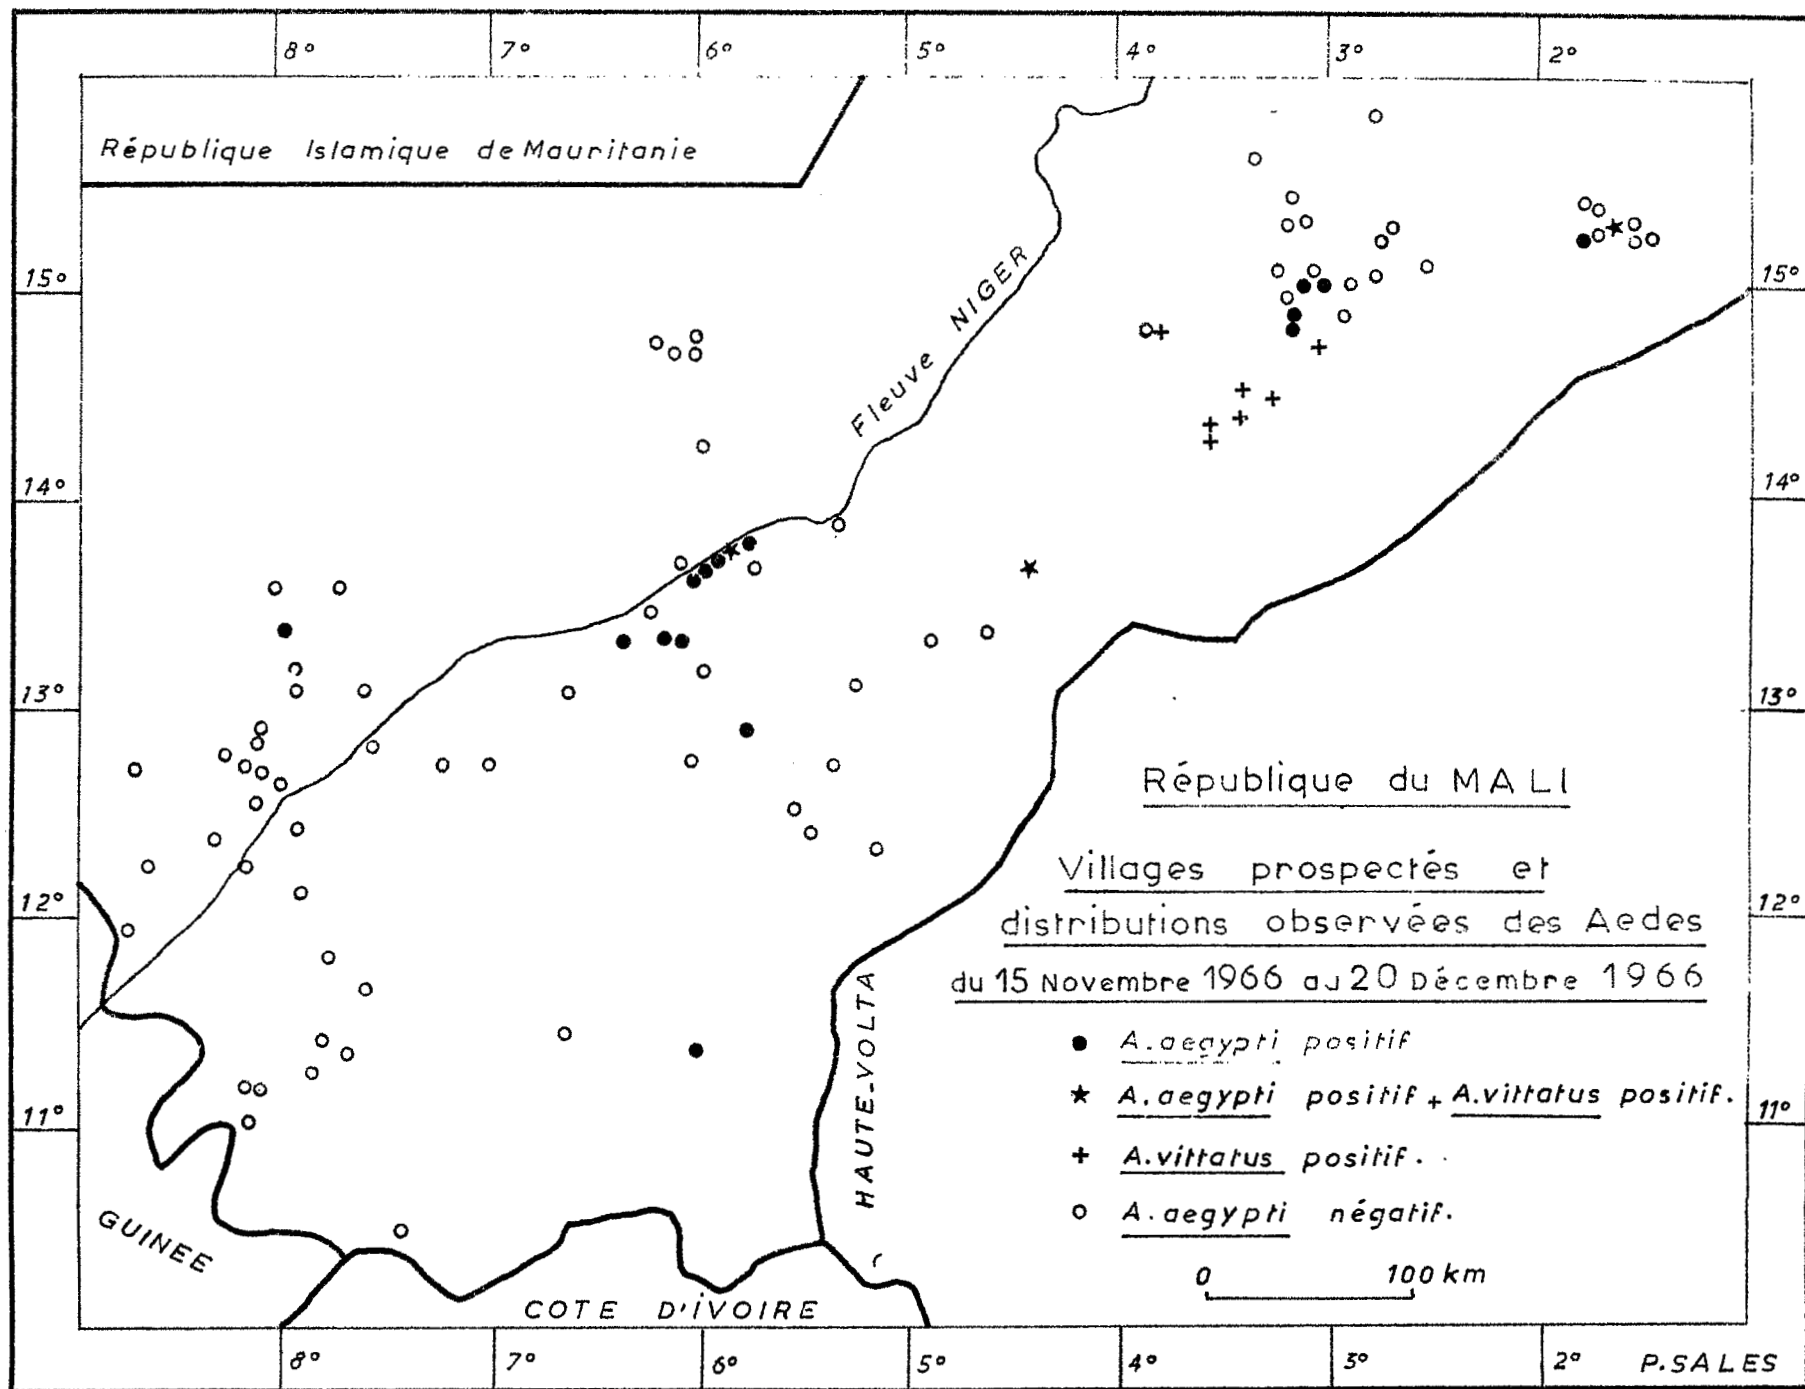 8° 7° 6° 5° 4° 3° 2°
République Islamique de Mauritanie
15° 15°
Fleuve NIGER
14° 14°
13° 13°
République du MALI
Villages prospectés et
12° 12°
distributions observées des Aedes
du 15 Novembre 1966 au 20 Décembre 1966
HAUTE-VOLTA
A. aegypti positif
A. aegypti positif + A. vittatus positif.
11° 11°
A. vittatus positif.
A. aegypti négatif.
GUINEE
0 100 km
COTE D'IVOIRE
8° 7° 6° 5° 4° 3° 2° P. SALES